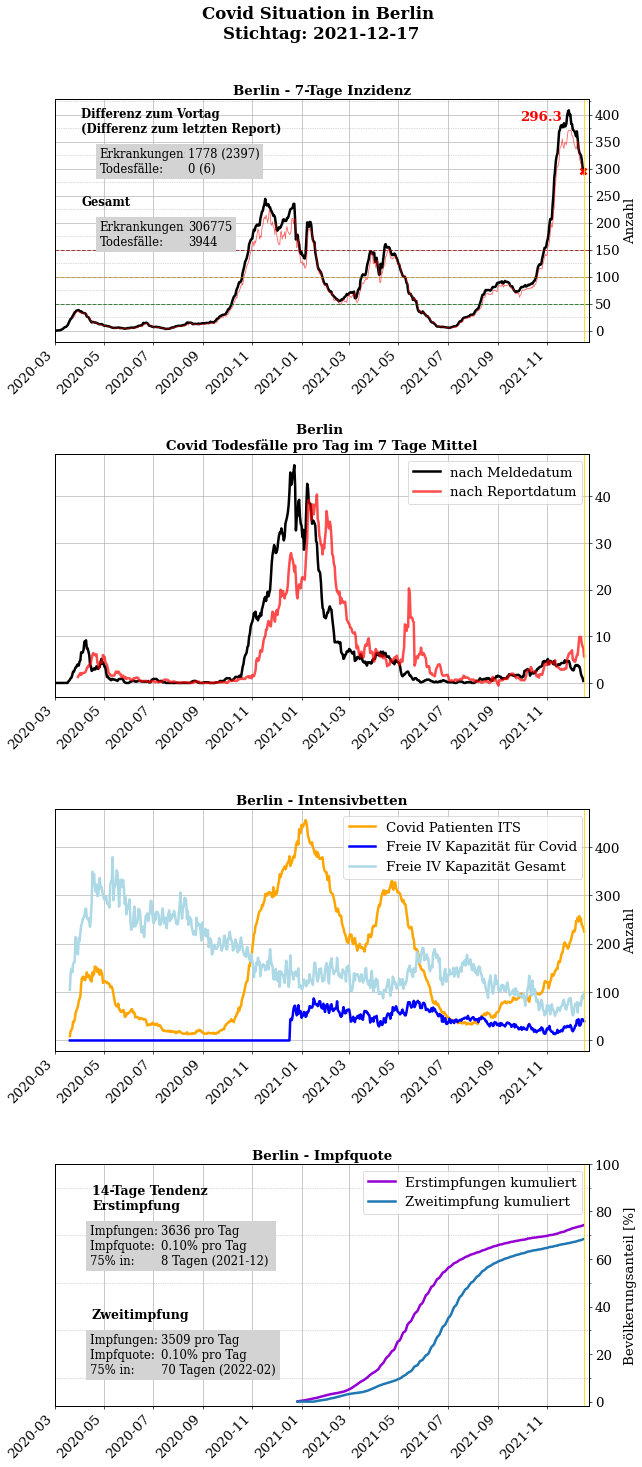 Covid Situation in Berlin
Stichtag: 2021-12-17
Berlin - 7-Tage Inzidenz
Differenz zum Vortag
(Differenz zum letzten Report)
Erkrankungen 1778 (2397)
Todesfälle: 0 (6)
Gesamt
Erkrankungen 306775
Todesfälle: 3944
296.3
400
350
300
250
200
150
100
50
0
Anzahl
2020-03
2020-05
2020-07
2020-09
2020-11
2021-01
2021-03
2021-05
2021-07
2021-09
2021-11
Berlin
Covid Todesfälle pro Tag im 7 Tage Mittel
nach Meldedatum
nach Reportdatum
40
30
20
10
0
2020-03
2020-05
2020-07
2020-09
2020-11
2021-01
2021-03
2021-05
2021-07
2021-09
2021-11
Berlin - Intensivbetten
Covid Patienten ITS
Freie IV Kapazität für Covid
Freie IV Kapazität Gesamt
400
300
200
100
0
Anzahl
2020-03
2020-05
2020-07
2020-09
2020-11
2021-01
2021-03
2021-05
2021-07
2021-09
2021-11
Berlin - Impfquote
14-Tage Tendenz
Erstimpfung
Impfungen: 3636 pro Tag
Impfquote: 0.10% pro Tag
75% in: 8 Tagen (2021-12)
Zweitimpfung
Impfungen: 3509 pro Tag
Impfquote: 0.10% pro Tag
75% in: 70 Tagen (2022-02)
Erstimpfungen kumuliert
Zweitimpfung kumuliert
100
80
60
40
20
0
Bevölkerungsanteil [%]
2020-03
2020-05
2020-07
2020-09
2020-11
2021-01
2021-03
2021-05
2021-07
2021-09
2021-11